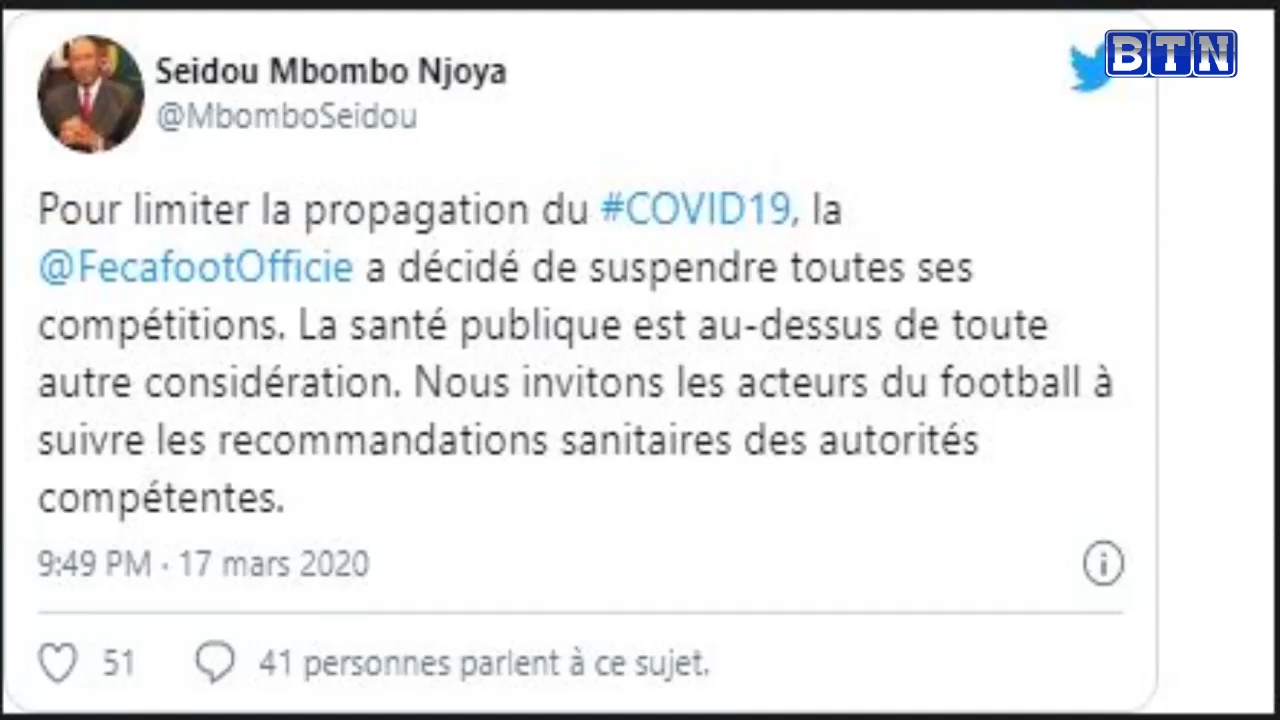 BTN
Seidou Mbombo Njoya
@MbomboSeidou
Pour limiter la propagation du #COVID19, la
@FecafootOfficie a décidé de suspendre toutes ses
compétitions. La santé publique est au-dessus de toute
autre considération. Nous invitons les acteurs du football à
suivre les recommandations sanitaires des autorités
compétentes.
9:49 PM · 17 mars 2020
51 41 personnes parlent à ce sujet.